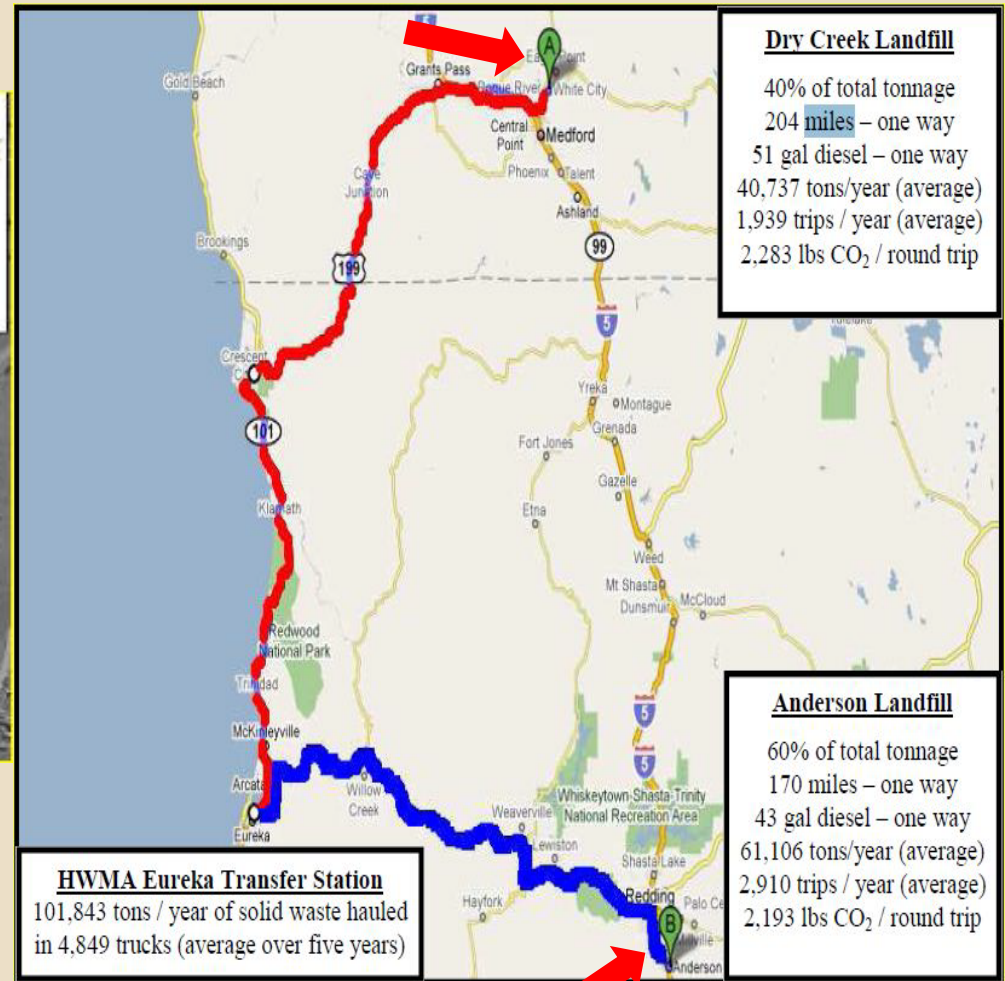 Dry Creek Landfill
40% of total tonnage
204 miles – one way
51 gal diesel – one way
40,737 tons/year (average)
1,939 trips / year (average)
2,283 lbs CO₂ / round trip
5
A
Gold Beach
Grants Pass
Rogue River
White City
Central
Point
Medford
Phoenix
Talent
Ashland
Cave
Junction
Brookings
199
99
5
Crescent
101
Yreka
Montague
Grenada
Fort Jones
Gazelle
Etna
Klamath
Weed
Mt Shasta
Dunsmuir
McCloud
Redwood
National Park
Trinidad
McKinleyville
5
5
Arcata
Eureka
Willow
Creek
Weaverville
Lewiston
Whiskeytown-Shasta-Trinity
National Recreation Area
Shasta Lake
Redding
Hayfork
B
Anderson
Anderson Landfill
60% of total tonnage
170 miles – one way
43 gal diesel – one way
61,106 tons/year (average)
2,910 trips / year (average)
2,193 lbs CO₂ / round trip
HWMA Eureka Transfer Station
101,843 tons / year of solid waste hauled
in 4,849 trucks (average over five years)